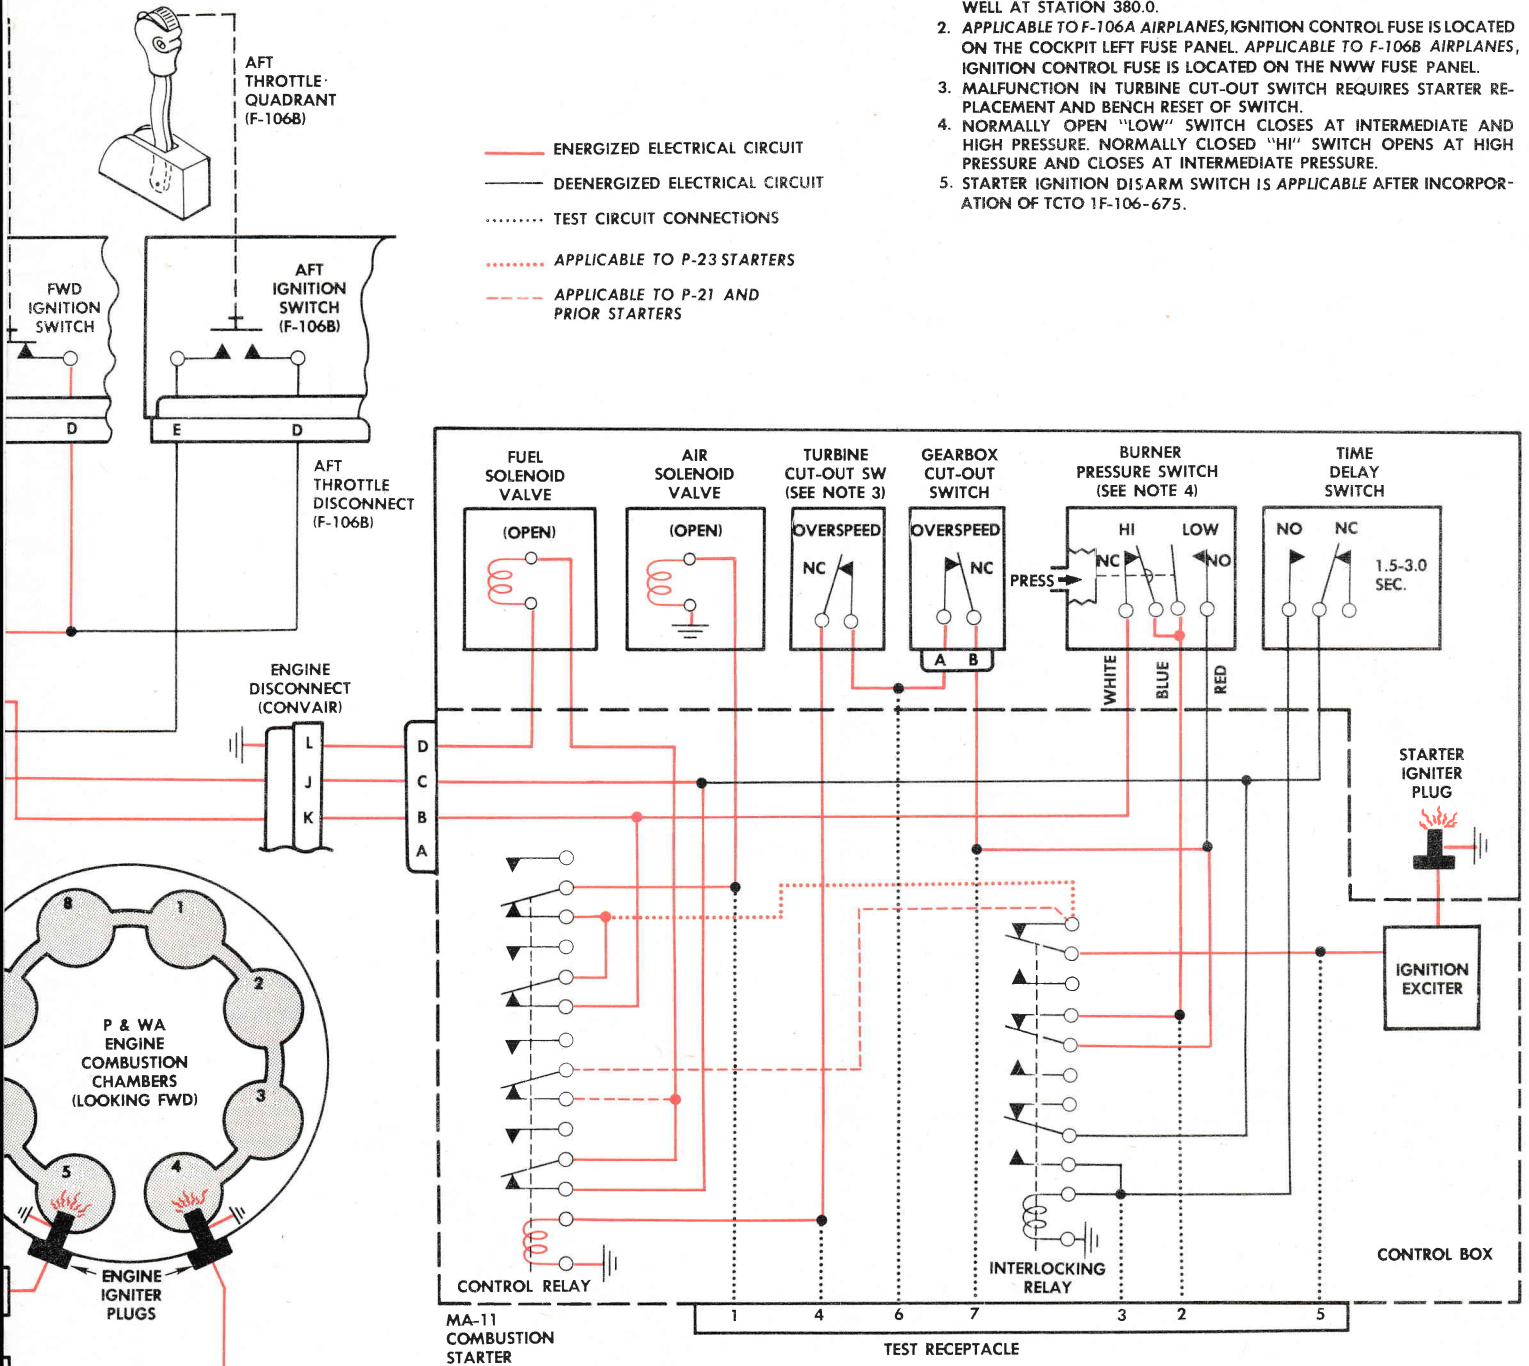 WELL AT STATION 380.0.
2. APPLICABLE TO F-106A AIRPLANES, IGNITION CONTROL FUSE IS LOCATED
ON THE COCKPIT LEFT FUSE PANEL. APPLICABLE TO F-106B AIRPLANES,
IGNITION CONTROL FUSE IS LOCATED ON THE NWW FUSE PANEL.
3. MALFUNCTION IN TURBINE CUT-OUT SWITCH REQUIRES STARTER RE-
PLACEMENT AND BENCH RESET OF SWITCH.
4. NORMALLY OPEN "LOW" SWITCH CLOSES AT INTERMEDIATE AND
HIGH PRESSURE. NORMALLY CLOSED "HI" SWITCH OPENS AT HIGH
PRESSURE AND CLOSES AT INTERMEDIATE PRESSURE.
5. STARTER IGNITION DISARM SWITCH IS APPLICABLE AFTER INCORPOR-
ATION OF TCTO 1F-106-675.
AFT
THROTTLE
QUADRANT
(F-106B)
ENERGIZED ELECTRICAL CIRCUIT
DEENERGIZED ELECTRICAL CIRCUIT
TEST CIRCUIT CONNECTIONS
APPLICABLE TO P-23 STARTERS
APPLICABLE TO P-21 AND
PRIOR STARTERS
FWD
IGNITION
SWITCH
AFT
IGNITION
SWITCH
(F-106B)
D
E
D
AFT
THROTTLE
DISCONNECT
(F-106B)
FUEL
SOLENOID
VALVE
(OPEN)
AIR
SOLENOID
VALVE
(OPEN)
TURBINE
CUT-OUT SW
(SEE NOTE 3)
OVERSPEED
NC
GEARBOX
CUT-OUT
SWITCH
OVERSPEED
NC
A B
BURNER
PRESSURE SWITCH
(SEE NOTE 4)
HI LOW
NC NO
PRESS
WHITE
BLUE
RED
TIME
DELAY
SWITCH
NO NC
1.5-3.0
SEC.
ENGINE
DISCONNECT
(CONVAIR)
L
J
K
D
C
B
A
STARTER
IGNITER
PLUG
IGNITION
EXCITER
8
1
2
3
4
5
P & WA
ENGINE
COMBUSTION
CHAMBERS
(LOOKING FWD)
ENGINE
IGNITER
PLUGS
CONTROL RELAY
INTERLOCKING
RELAY
CONTROL BOX
MA-11
COMBUSTION
STARTER
1 4 6 7 3 2 5
TEST RECEPTACLE